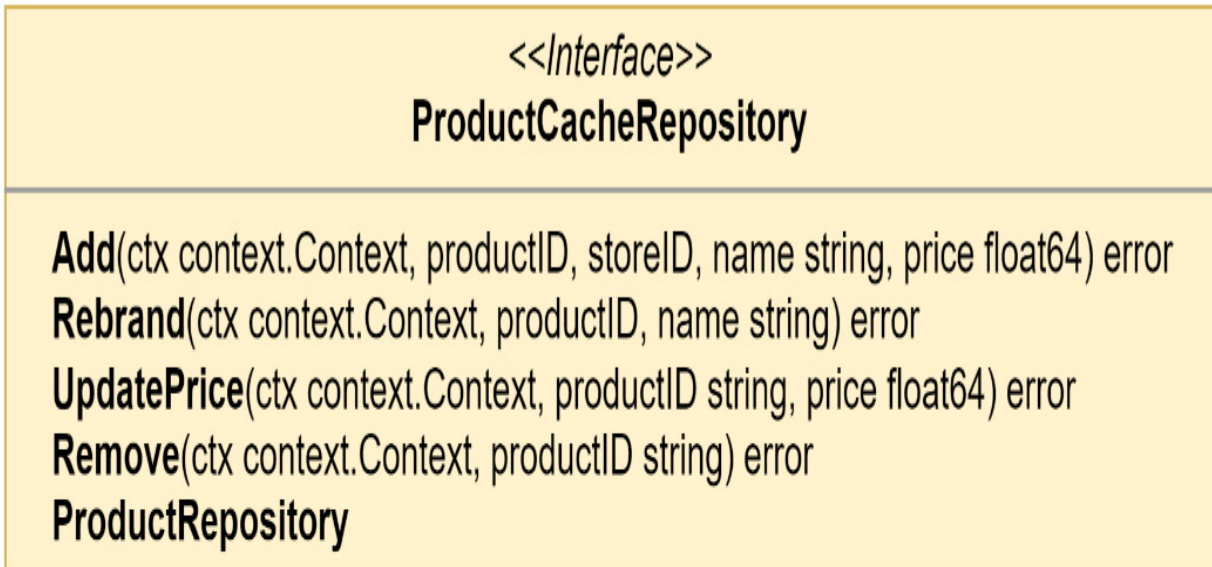 <<Interface>>
ProductCacheRepository
Add(ctx context.Context, productID, storeID, name string, price float64) error
Rebrand(ctx context.Context, productID, name string) error
UpdatePrice(ctx context.Context, productID string, price float64) error
Remove(ctx context.Context, productID string) error
ProductRepository